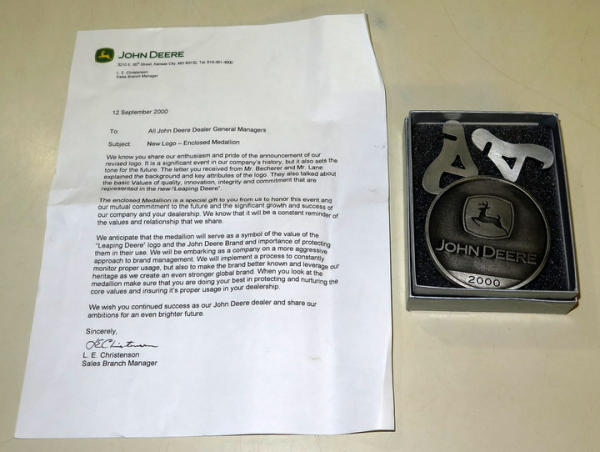 JOHN DEERE
3210 E. 85th Street, Kansas City, MO 64132, Tel
L. E. Christenson
Sales Branch Manager
12 September 2000
To: All John Deere Dealer General Managers
Subject: New Logo – Enclosed Medallion
We know you share our enthusiasm and pride of the announcement of our
revised logo. It is a significant event in our company's history, but it also sets the
tone for the future. The letter you received from Mr. Becherer and Mr. Lane
explained the background and key attributes of the logo. They also talked about
the basic Values of quality, innovation, integrity and commitment that are
represented in the new "Leaping Deere".
The enclosed Medallion is a special gift to you from us to honor this event and
our mutual commitment to the future and the significant growth and success of
our company and your dealership. We know that it will be a constant reminder of
the values and relationship that we share.
We anticipate that the medallion will serve as a symbol of the value of the
"Leaping Deere" logo and the John Deere Brand and importance of protecting
them in their use. We will be embarking on a more aggressive
approach to brand management. We will implement a process to constantly
monitor proper usage, but also to make the brand better known and leverage our
heritage as we create an even stronger global brand. When you look at the
medallion make sure that you are doing your best in protecting and nurturing the
core values and insuring it's proper usage in your dealership.
We wish you continued success as our John Deere dealer and share our
ambitions for an even brighter future.
Sincerely,
L. E. Christenson
Sales Branch Manager
JOHN DEERE
2000